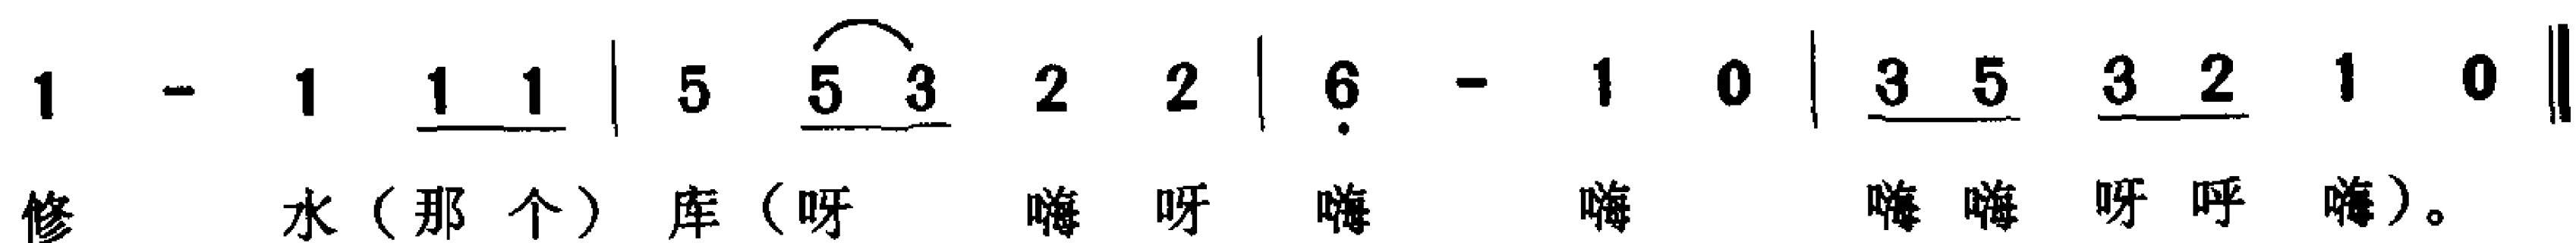 1 - 1 1 1 | 5 5 3 2 2 | 6 - 1 0 | 3 5 3 2 1 0 ‖
修 水（那 个）库（呀 嗨 呀 嗨 嗨 嗨 嗨 呀 呼 嗨）。